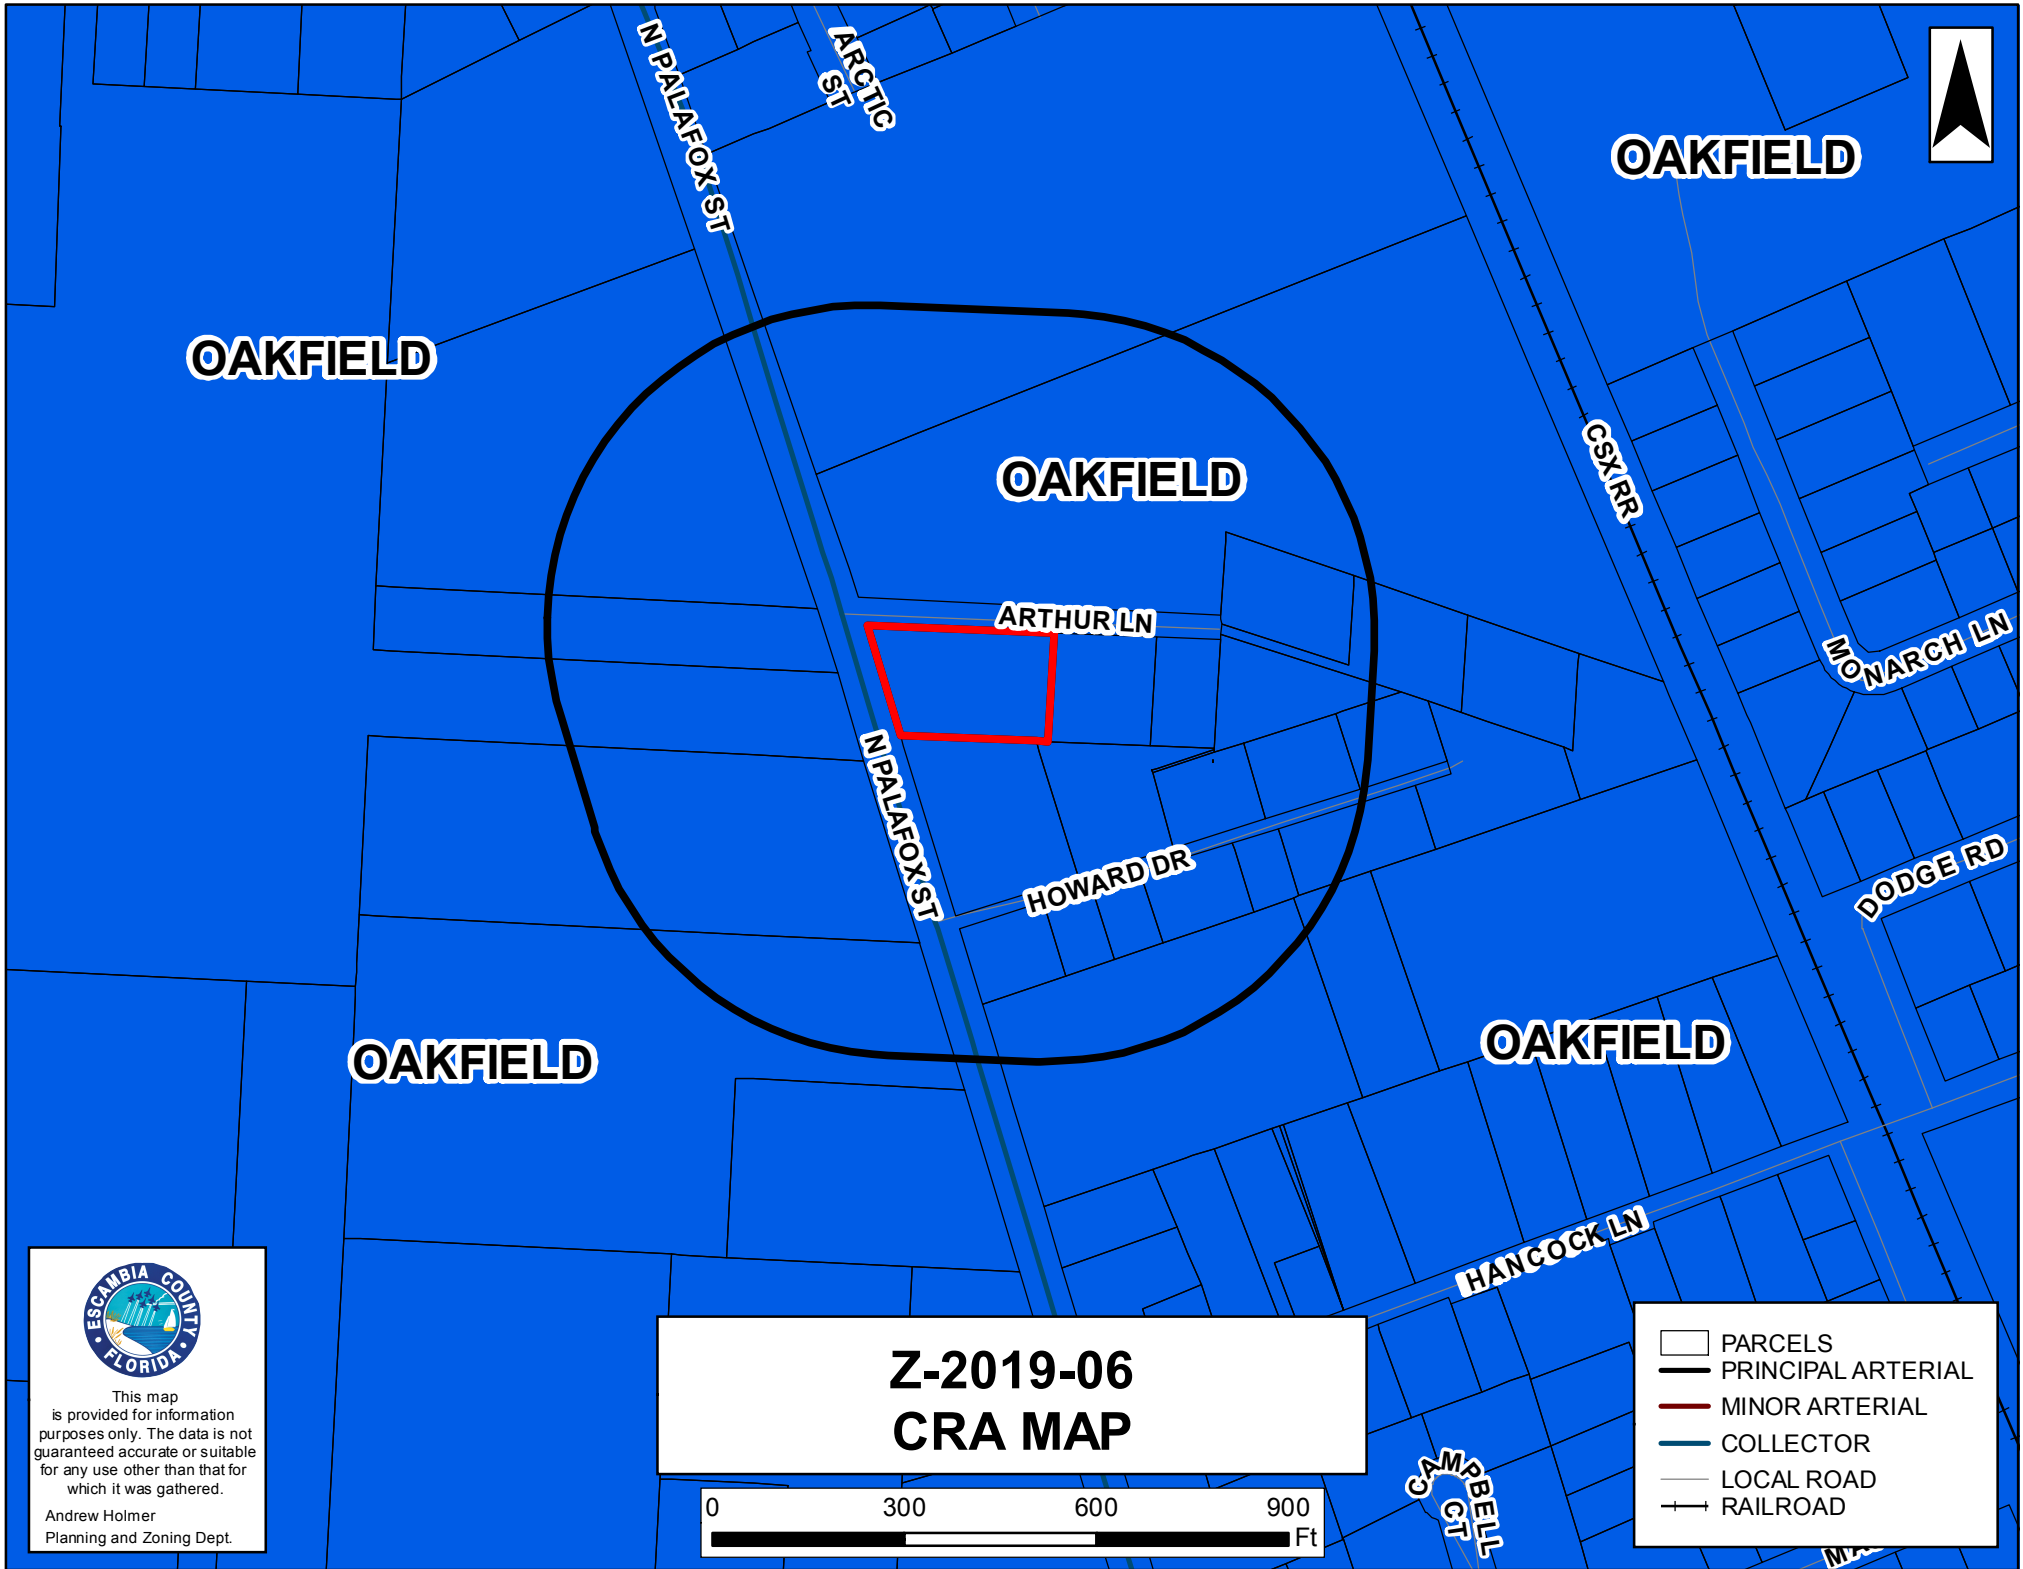 N PALAFOX ST
ARCTIC
ST
OAKFIELD
OAKFIELD
OAKFIELD
CSX RR
ARTHUR LN
MONARCH LN
N PALAFOX ST
HOWARD DR
DODGE RD
OAKFIELD
OAKFIELD
HANCOCK LN
CAMPBELL
CT
ESCAMBIA COUNTY
FLORIDA
This map
is provided for information
purposes only. The data is not
guaranteed accurate or suitable
for any use other than that for
which it was gathered.
Andrew Holmer
Planning and Zoning Dept.
Z-2019-06
CRA MAP
0 300 600 900
Ft
PARCELS
PRINCIPAL ARTERIAL
MINOR ARTERIAL
COLLECTOR
LOCAL ROAD
RAILROAD